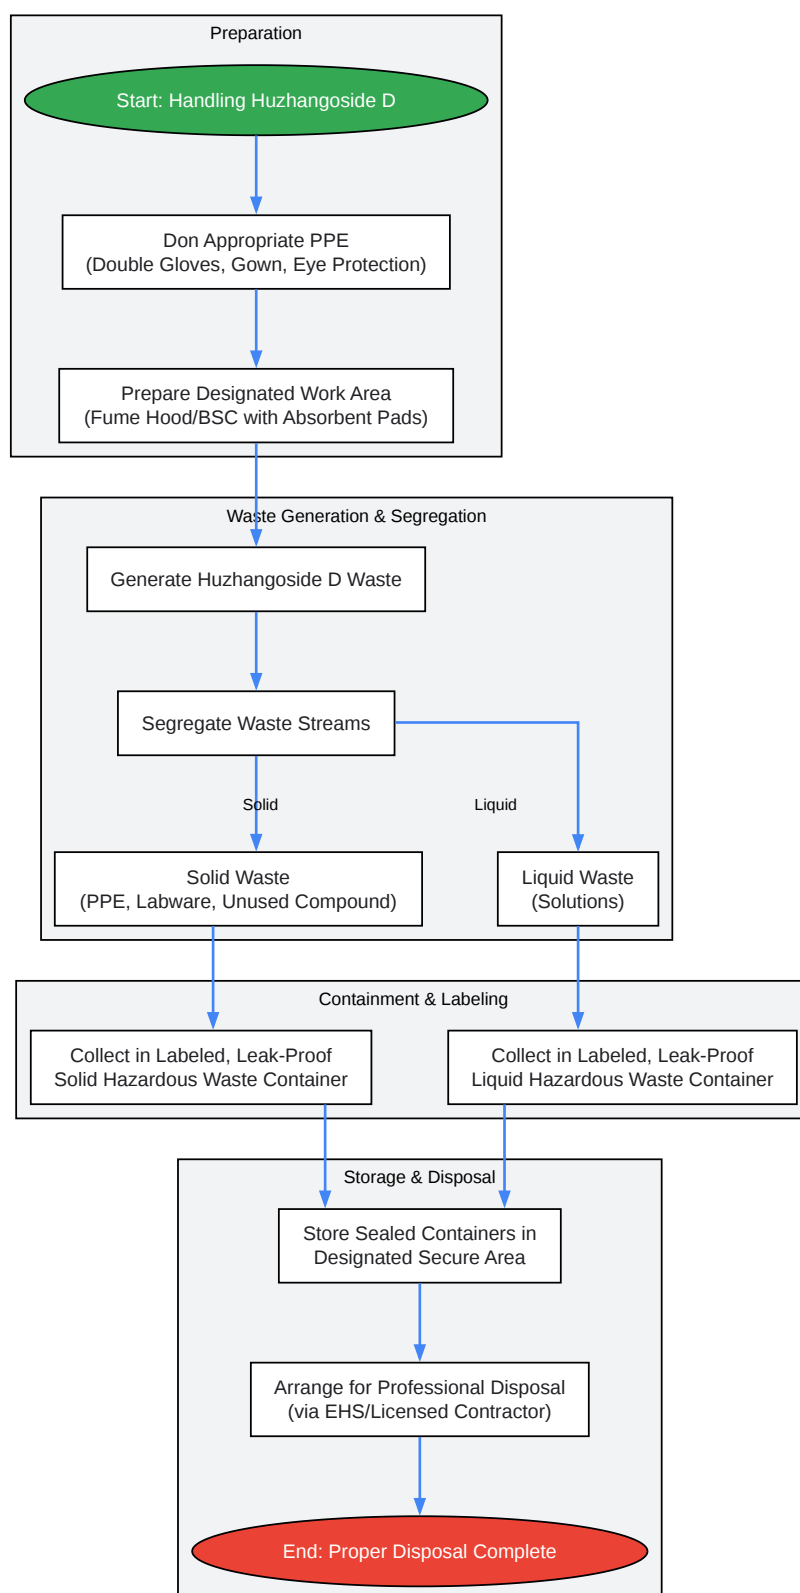 Preparation
Start: Handling Huzhangoside D
Don Appropriate PPE
(Double Gloves, Gown, Eye Protection)
Prepare Designated Work Area
(Fume Hood/BSC with Absorbent Pads)
Waste Generation & Segregation
Generate Huzhangoside D Waste
Segregate Waste Streams
Solid
Liquid
Solid Waste
(PPE, Labware, Unused Compound)
Liquid Waste
(Solutions)
Containment & Labeling
Collect in Labeled, Leak-Proof
Solid Hazardous Waste Container
Collect in Labeled, Leak-Proof
Liquid Hazardous Waste Container
Storage & Disposal
Store Sealed Containers in
Designated Secure Area
Arrange for Professional Disposal
(via EHS/Licensed Contractor)
End: Proper Disposal Complete